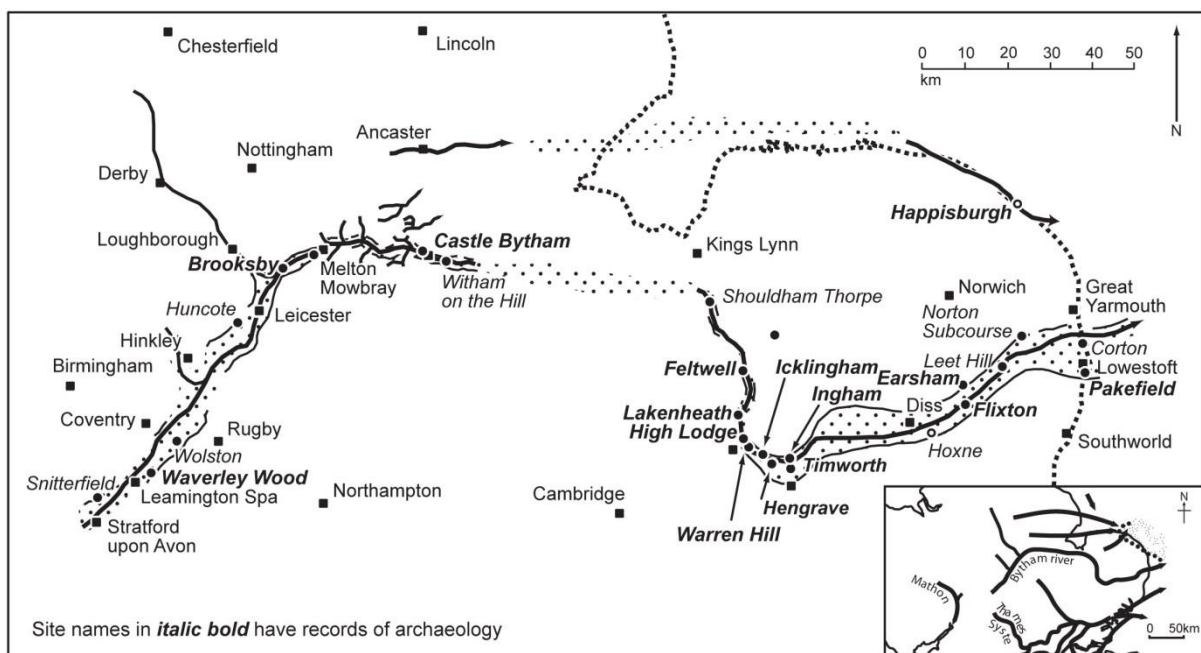 Chesterfield
Lincoln
0 10 20 30 40 50
km
N
Ancaster
Nottingham
Derby
Happisburgh
Loughborough
Castle Bytham
Kings Lynn
Brooksby
Melton
Mowbray
Witham
on the Hill
Shouldham Thorpe
Norwich
Great
Yarmouth
Huncote
Leicester
Norton
Subcourse
Hinkley
Leet Hill
Corton
Lowestoft
Birmingham
Feltwell
Icklingham
Earsham
Pakefield
Ingham
Diss
Flixton
Coventry
Rugby
Lakenheath
High Lodge
Hoxne
Southworld
Wolston
Timworth
Snitterfield
Waverley Wood
Leamington Spa
Northampton
Cambridge
Hengrave
Stratford
upon Avon
Warren Hill
N
Bytham river
Mathon
Thames
Syste
0 50km
Site names in italic bold have records of archaeology